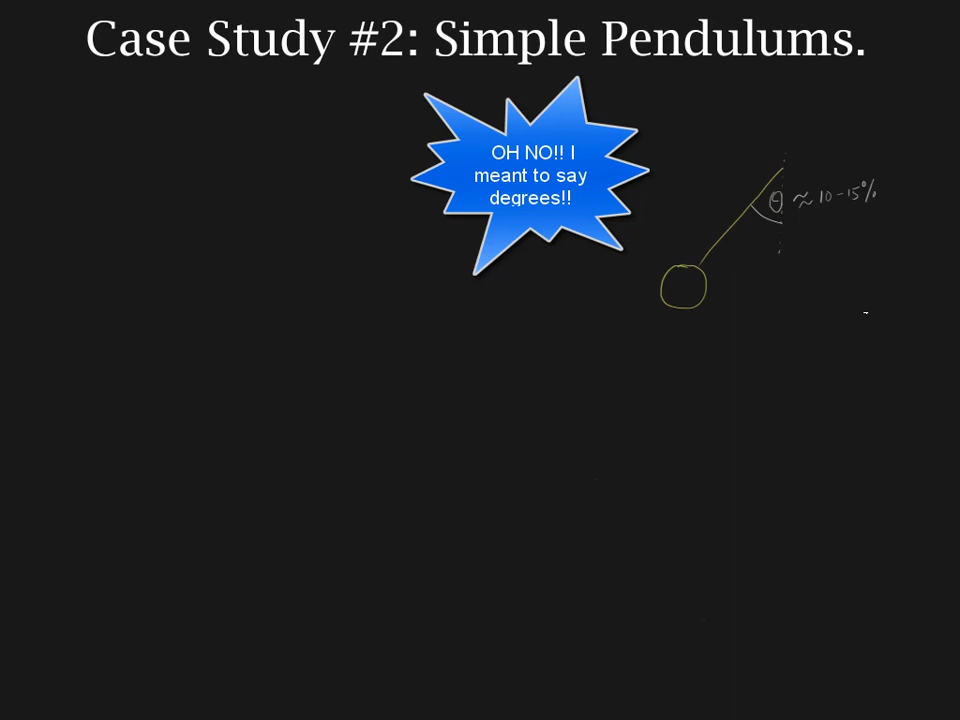 Case Study #2: Simple Pendulums.
OH NO!! I
meant to say
degrees!!
θ ≈ 10-15%